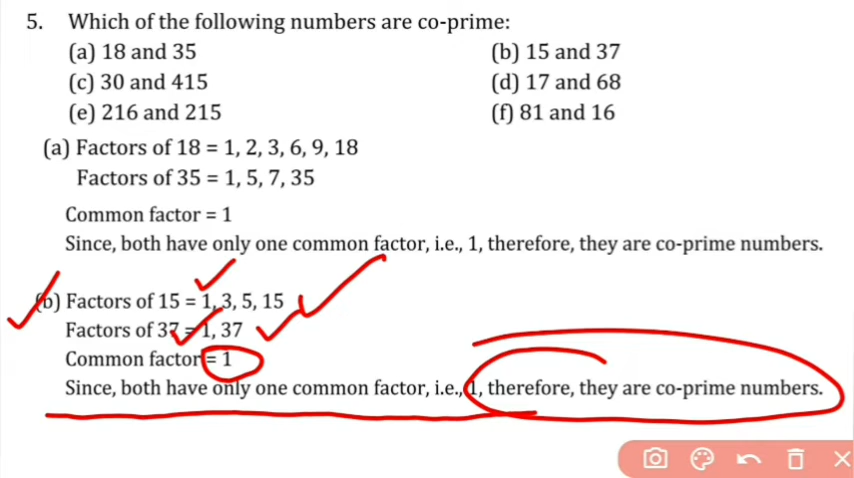 5. Which of the following numbers are co-prime:
(a) 18 and 35 (b) 15 and 37
(c) 30 and 415 (d) 17 and 68
(e) 216 and 215 (f) 81 and 16
(a) Factors of 18 = 1, 2, 3, 6, 9, 18
Factors of 35 = 1, 5, 7, 35
Common factor = 1
Since, both have only one common factor, i.e., 1, therefore, they are co-prime numbers.
(b) Factors of 15 = 1, 3, 5, 15
Factors of 37 = 1, 37
Common factor = 1
Since, both have only one common factor, i.e., 1, therefore, they are co-prime numbers.